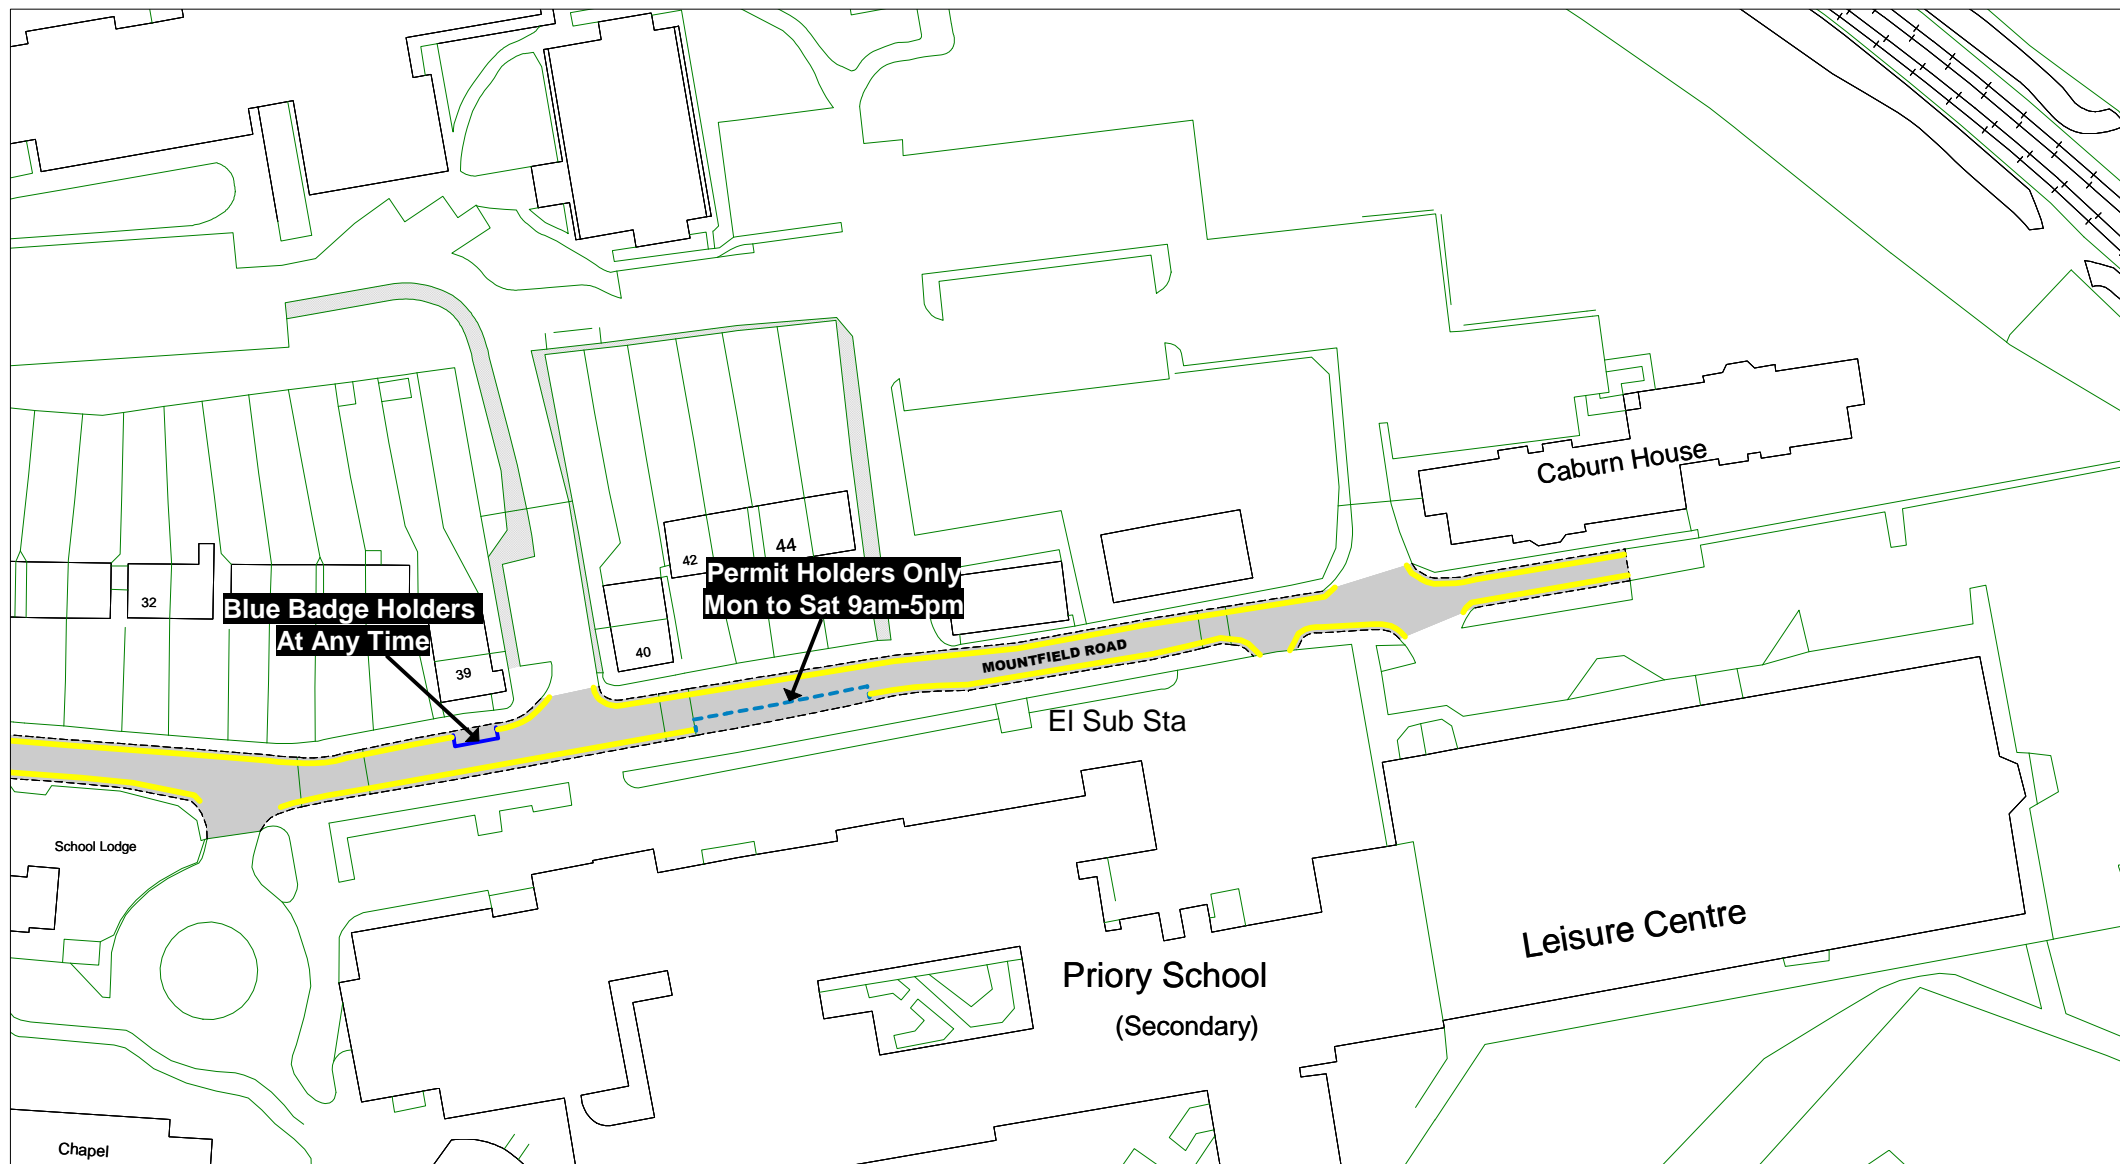 Caburn House
42
44
Permit Holders Only
Mon to Sat 9am-5pm
32
Blue Badge Holders
At Any Time
40
39
MOUNTFIELD ROAD
El Sub Sta
School Lodge
Leisure Centre
Priory School
(Secondary)
Chapel